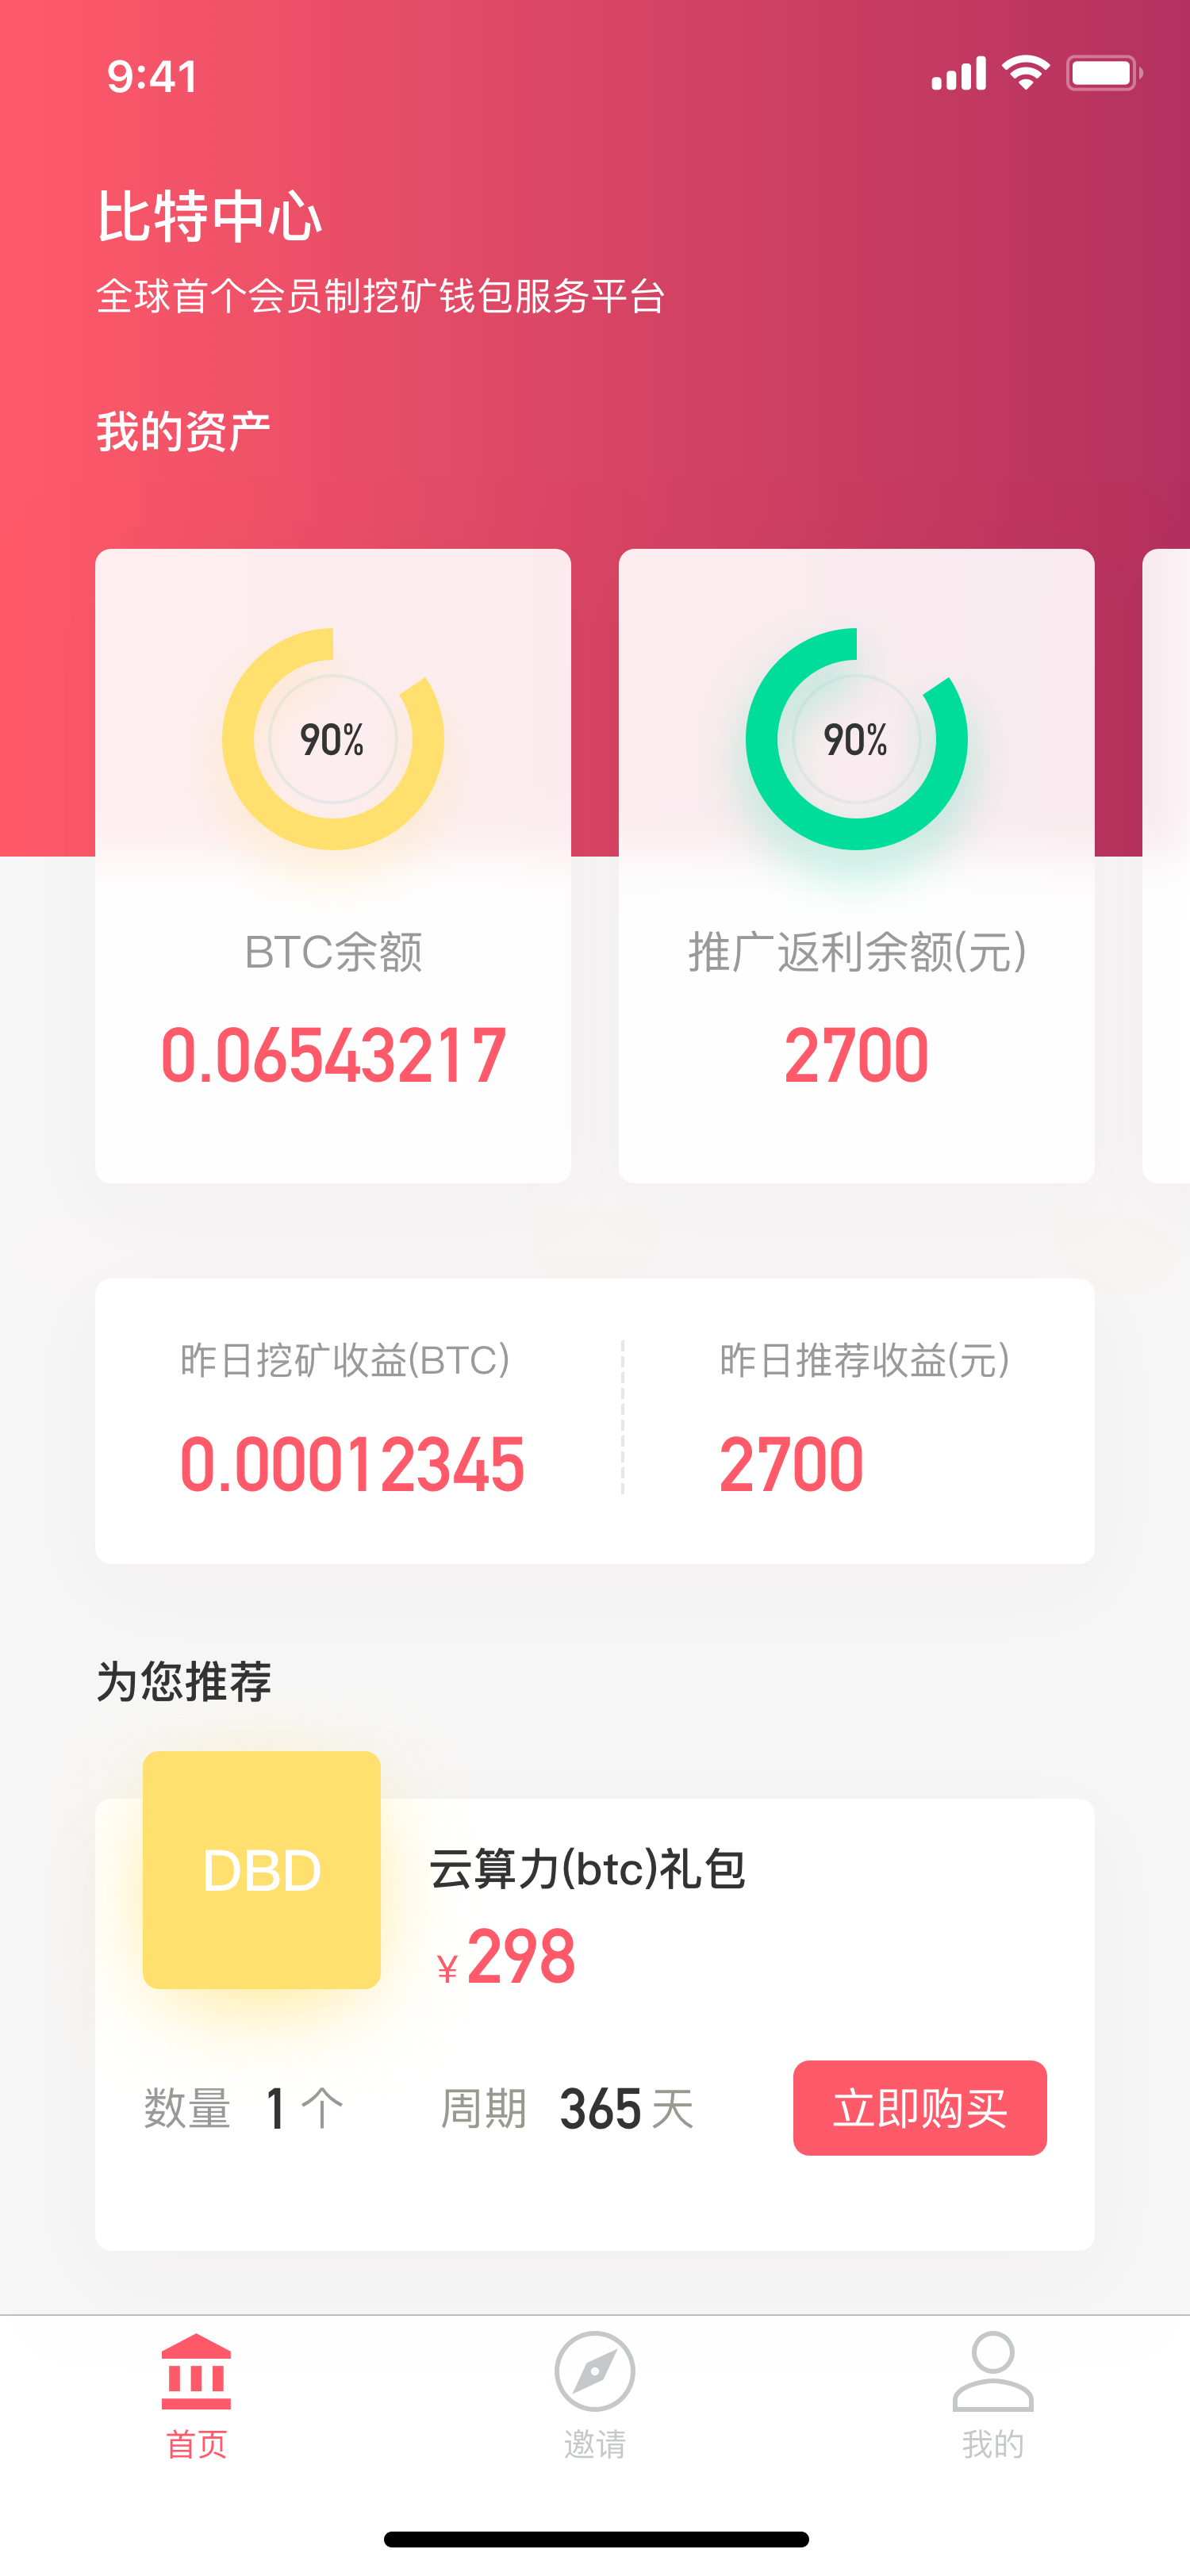 9:41
比特中心
全球首个会员制挖矿钱包服务平台
我的资产
90%
90%
BTC余额
推广返利余额(元)
0.06543217
2700
昨日挖矿收益(BTC)
昨日推荐收益(元)
0.00012345
2700
为您推荐
DBD
云算力(btc)礼包
¥298
数量 1 个 周期 365 天 立即购买
首页
邀请
我的